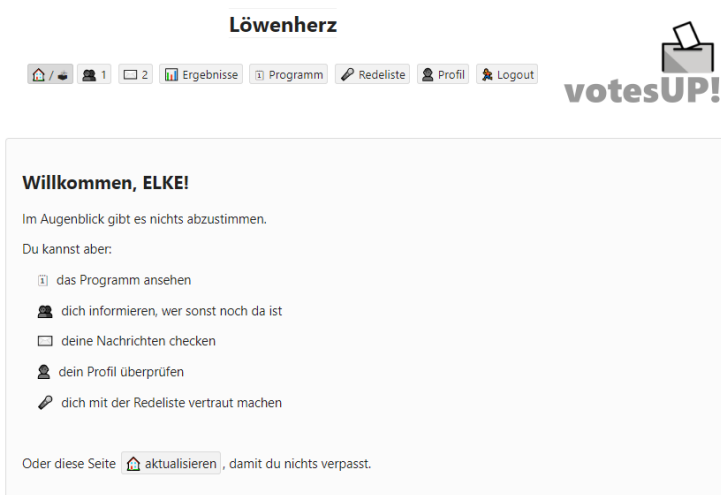 Löwenherz
/ 1 2 Ergebnisse Programm Redeliste Profil Logout
votesUP!
Willkommen, ELKE!
Im Augenblick gibt es nichts abzustimmen.
Du kannst aber:
das Programm ansehen
dich informieren, wer sonst noch da ist
deine Nachrichten checken
dein Profil überprüfen
dich mit der Redeliste vertraut machen
Oder diese Seite aktualisieren , damit du nichts verpasst.